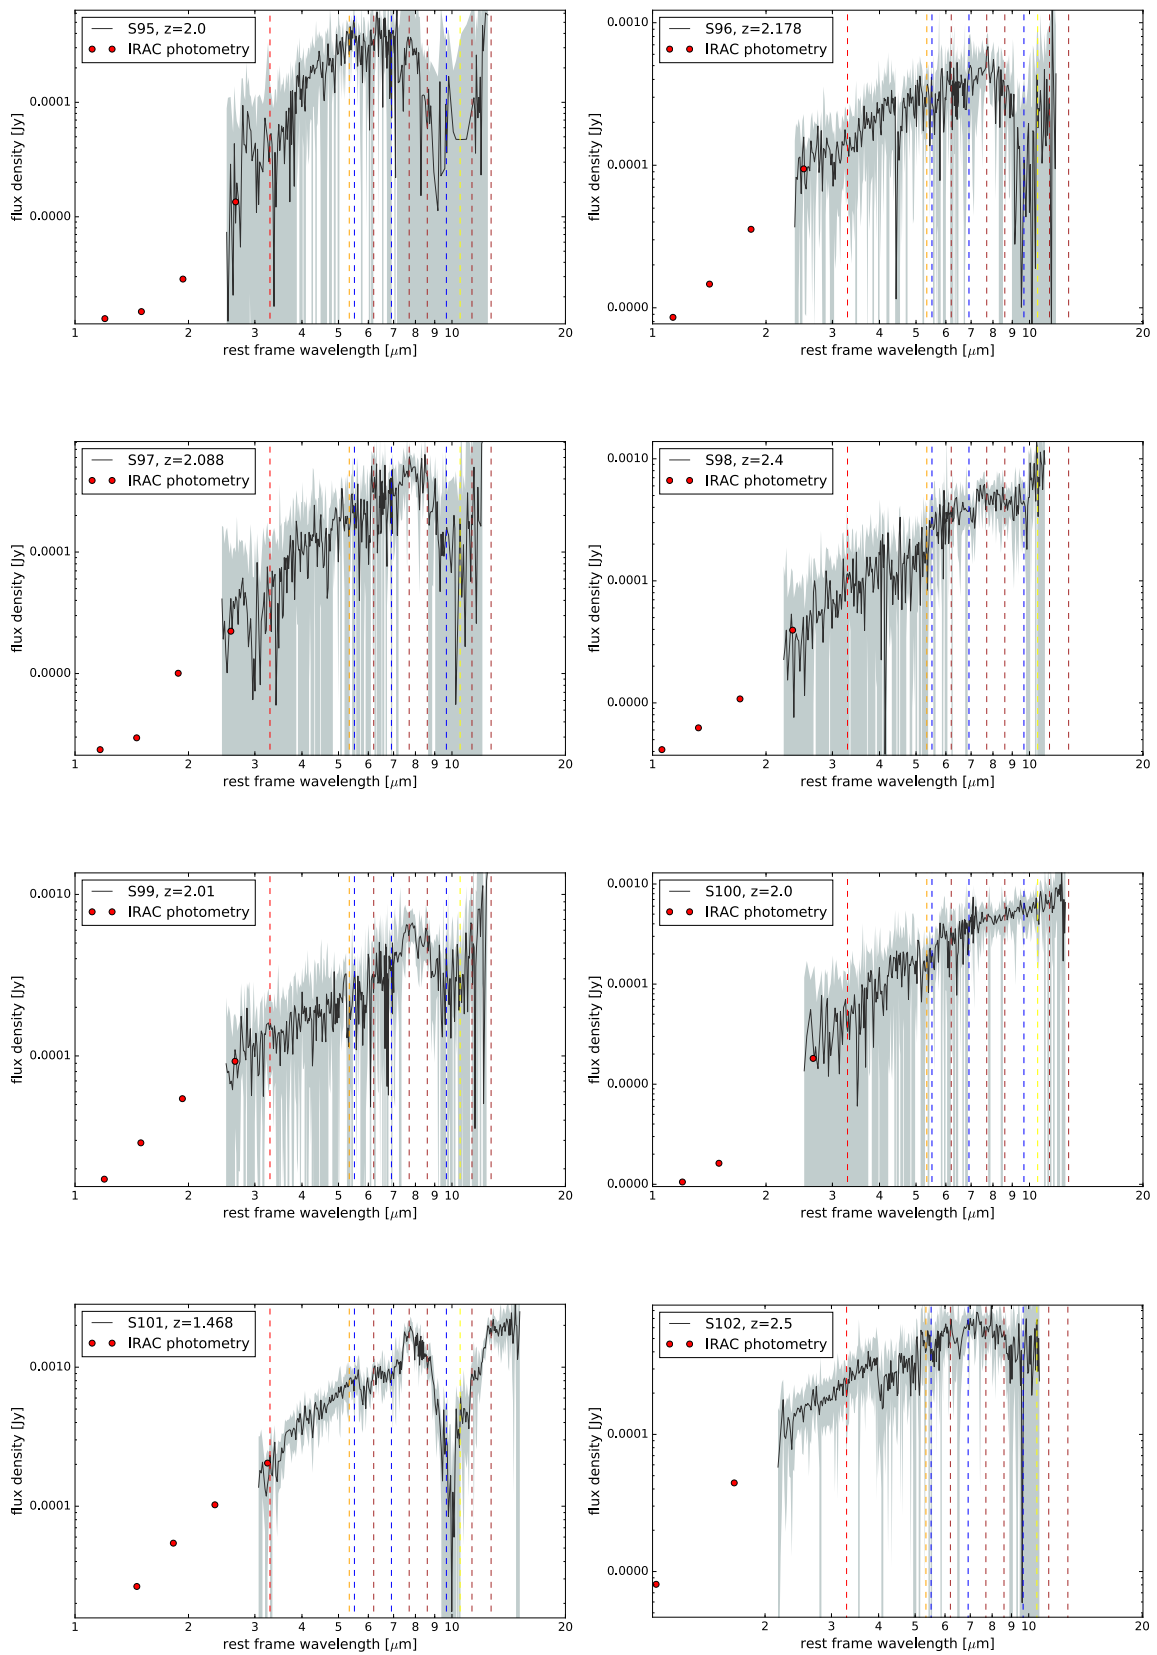 S95, z=2.0
IRAC photometry
0.0001
0.0000
flux density [Jy]
1 2 3 4 5 6 7 8 9 10 20
rest frame wavelength [μm]
S96, z=2.178
IRAC photometry
0.0010
0.0001
0.0000
flux density [Jy]
1 2 3 4 5 6 7 8 9 10 20
rest frame wavelength [μm]
S97, z=2.088
IRAC photometry
0.0001
0.0000
flux density [Jy]
1 2 3 4 5 6 7 8 9 10 20
rest frame wavelength [μm]
S98, z=2.4
IRAC photometry
0.0010
0.0001
0.0000
flux density [Jy]
1 2 3 4 5 6 7 8 9 10 20
rest frame wavelength [μm]
S99, z=2.01
IRAC photometry
0.0010
0.0001
flux density [Jy]
1 2 3 4 5 6 7 8 9 10 20
rest frame wavelength [μm]
S100, z=2.0
IRAC photometry
0.0010
0.0001
0.0000
0.0000
flux density [Jy]
1 2 3 4 5 6 7 8 9 10 20
rest frame wavelength [μm]
S101, z=1.468
IRAC photometry
0.0010
0.0001
flux density [Jy]
1 2 3 4 5 6 7 8 9 10 20
rest frame wavelength [μm]
S102, z=2.5
IRAC photometry
0.0001
0.0000
flux density [Jy]
2 3 4 5 6 7 8 9 10 20
rest frame wavelength [μm]